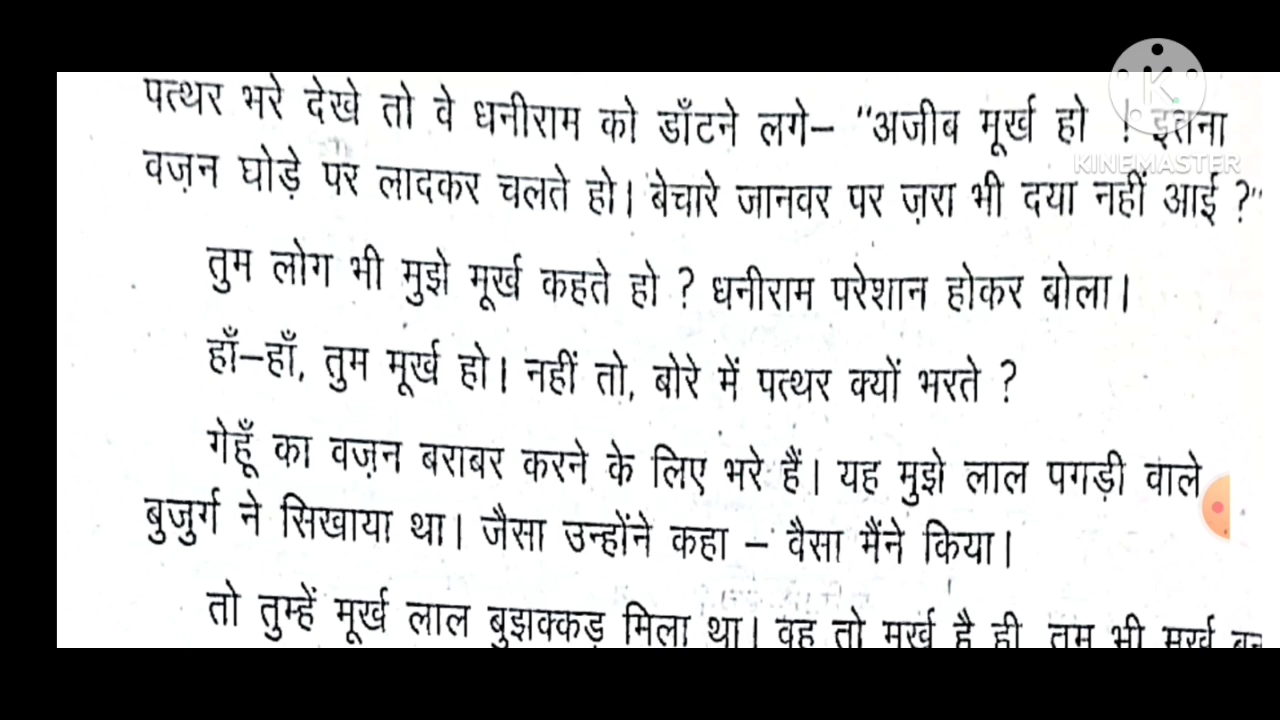 पत्थर भरे देखे तो वे धनीराम को डाँटने लगे– "अजीब मूर्ख हो ! इतना
KINEMASTER
वज़न घोड़े पर लादकर चलते हो। बेचारे जानवर पर ज़रा भी दया नहीं आई ?"
तुम लोग भी मुझे मूर्ख कहते हो ? धनीराम परेशान होकर बोला।
हाँ–हाँ, तुम मूर्ख हो। नहीं तो, बोरे में पत्थर क्यों भरते ?
गेहूँ का वज़न बराबर करने के लिए भरे हैं। यह मुझे लाल पगड़ी वाले
बुजुर्ग ने सिखाया था। जैसा उन्होंने कहा – वैसा मैंने किया।
तो तुम्हें मूर्ख लाल बुझक्कड़ मिला था। वह तो मूर्ख है ही, तुम भी मूर्ख